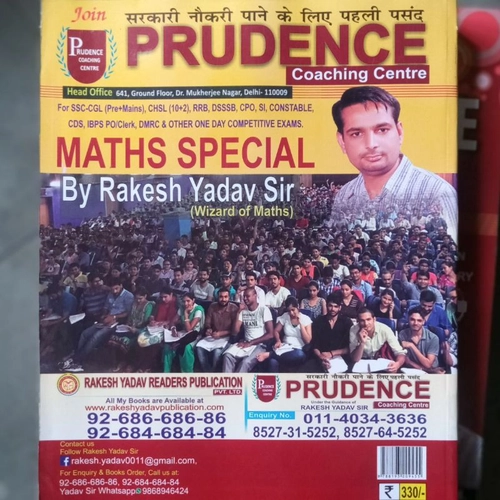 Join
सरकारी नौकरी पाने के लिए पहली पसंद
PRUDENCE
Coaching Centre
PRUDENCE
COACHING
CENTRE
Head Office 641, Ground Floor, Dr. Mukherjee Nagar, Delhi- 110009
For SSC-CGL (Pre+Mains), CHSL (10+2), RRB, DSSSB, CPO, SI, CONSTABLE,
CDS, IBPS PO/Clerk, DMRC & OTHER ONE DAY COMPETITIVE EXAMS.
MATHS SPECIAL
By Rakesh Yadav Sir
(Wizard of Maths)
RAKESH YADAV READERS PUBLICATION
PVT. LTD
All My Books are Available at
www.rakeshyadavpublication.com
92-686-686-86
92-684-684-84
सरकारी नौकरी पाने के लिए पहली पसंद
PRUDENCE
Coaching Centre
Under the Guidance of
RAKESH YADAV SIR
Enquiry No.
011-4034-3636
8527-31-5252, 8527-64-5252
Contact us
Follow Rakesh Yadav Sir
f rakesh.yadav0011@gmail.com,
For Enquiry & Books Order, Call us at:
92-686-686-86, 92-684-684-84
Yadav Sir Whatsapp 9868946424
₹ 330/-